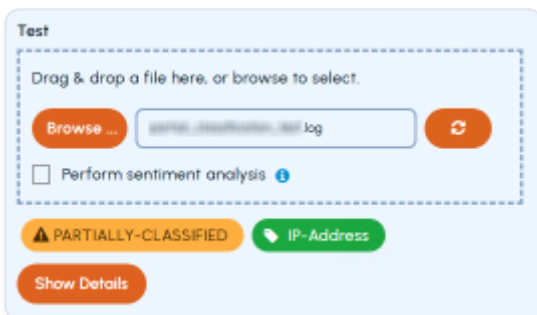 Test
Drag & drop a file here, or browse to select.
Browse ...
.log
Perform sentiment analysis
PARTIALLY-CLASSIFIED IP-Address
Show Details